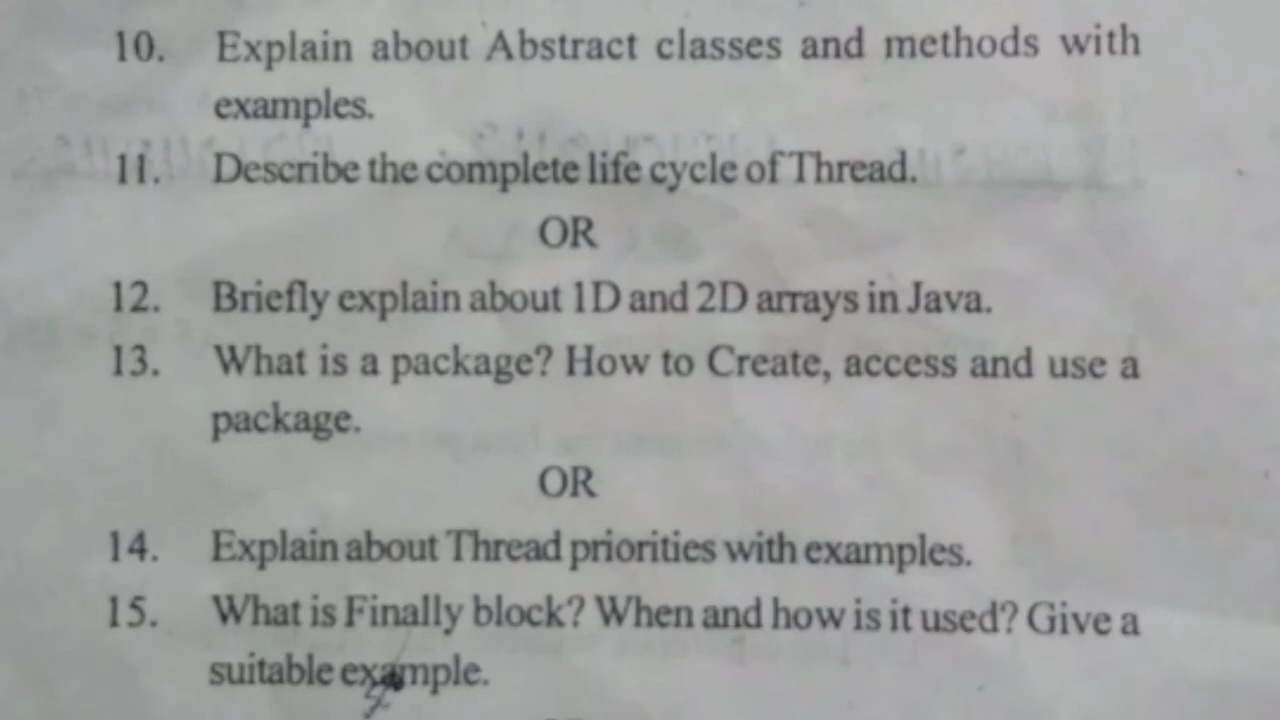 10. Explain about Abstract classes and methods with
examples.
11. Describe the complete life cycle of Thread.
OR
12. Briefly explain about 1D and 2D arrays in Java.
13. What is a package? How to Create, access and use a
package.
OR
14. Explain about Thread priorities with examples.
15. What is Finally block? When and how is it used? Give a
suitable example.